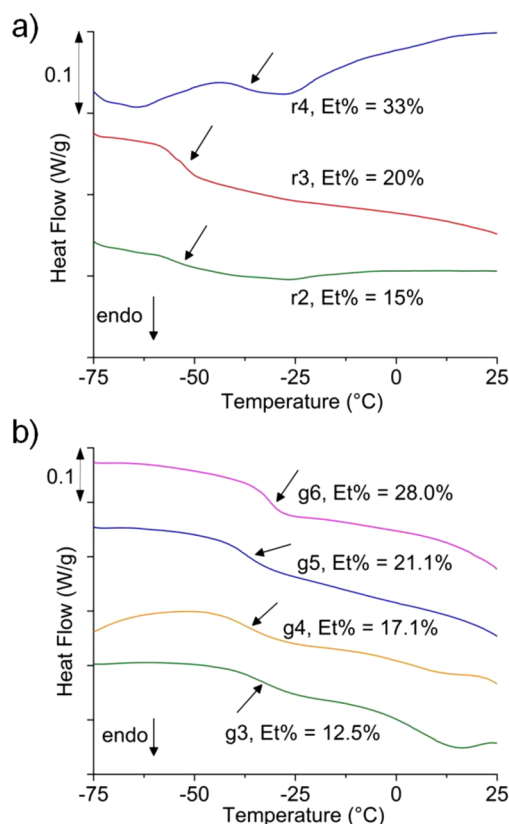 a)
0.1
r4, Et% = 33%
r3, Et% = 20%
r2, Et% = 15%
endo
Heat Flow (W/g)
-75 -50 -25 0 25
Temperature (°C)
b)
0.1
g6, Et% = 28.0%
g5, Et% = 21.1%
g4, Et% = 17.1%
g3, Et% = 12.5%
endo
Heat Flow (W/g)
-75 -50 -25 0 25
Temperature (°C)